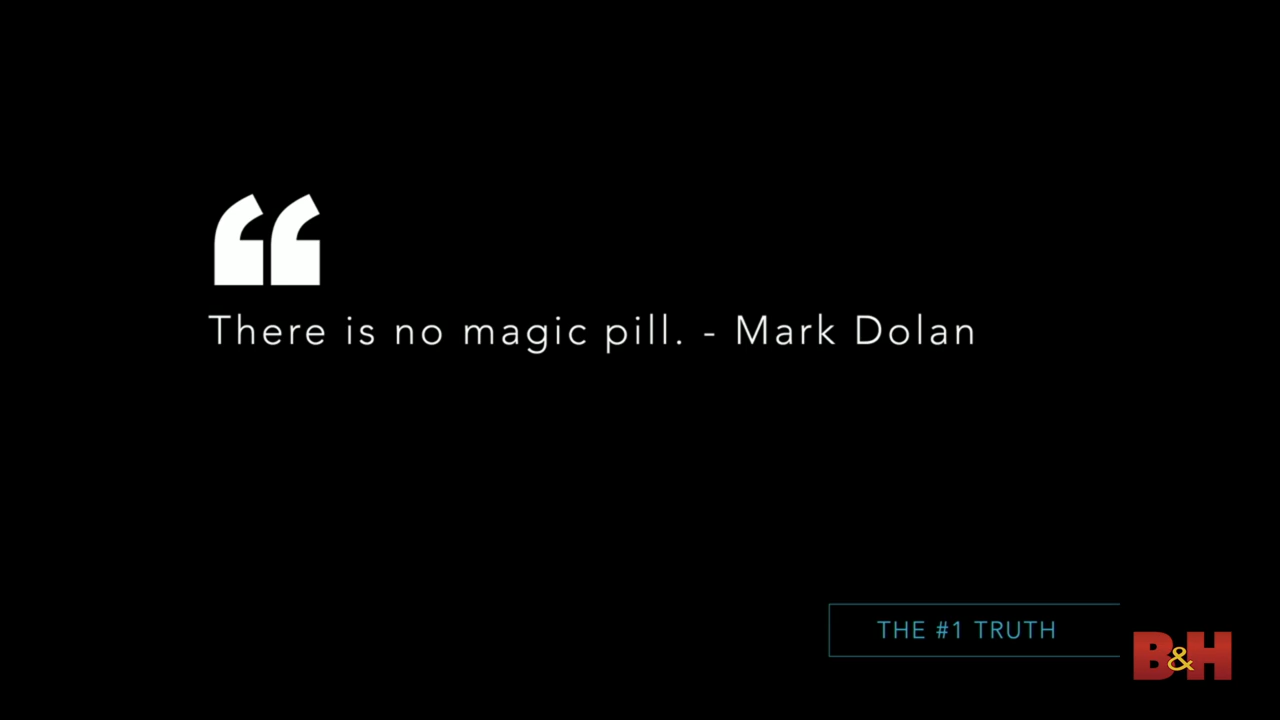 “
There is no magic pill. - Mark Dolan
THE #1 TRUTH
B&H